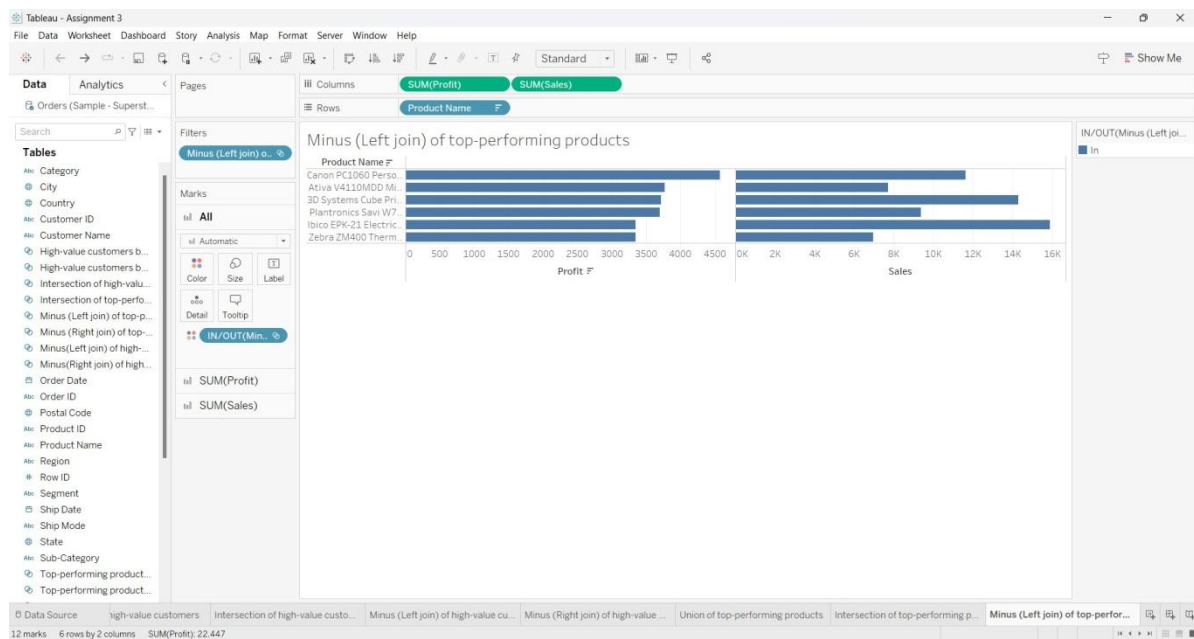 Tableau - Assignment 3
File Data Worksheet Dashboard Story Analysis Map Format Server Window Help
Standard
Show Me
Data Analytics
Orders (Sample - Superst...
Search
Tables
Abc Category
City
Country
Abc Customer ID
Abc Customer Name
High-value customers b...
High-value customers b...
Intersection of high-valu...
Intersection of top-perfo...
Minus (Left join) of top-p...
Minus (Right join) of top-...
Minus(Left join) of high-...
Minus(Right join) of high...
Order Date
Abc Order ID
Postal Code
Abc Product ID
Abc Product Name
Abc Region
# Row ID
Abc Segment
Ship Date
Abc Ship Mode
State
Abc Sub-Category
Top-performing product...
Top-performing product...
Pages
Filters
Minus (Left join) o..
Marks
All
Automatic
Color Size Label
Detail Tooltip
IN/OUT(Min..
SUM(Profit)
SUM(Sales)
Columns SUM(Profit) SUM(Sales)
Rows Product Name
Minus (Left join) of top-performing products
Product Name
Canon PC1060 Perso..
Ativa V4110MDD Mi..
3D Systems Cube Pri..
Plantronics Savi W7..
Ibico EPK-21 Electric..
Zebra ZM400 Therm..
0 500 1000 1500 2000 2500 3000 3500 4000 4500 0K 2K 4K 6K 8K 10K 12K 14K 16K
Profit Sales
IN/OUT(Minus (Left joi...
In
Data Source high-value customers Intersection of high-value custo... Minus (Left join) of high-value cu... Minus (Right join) of high-value ... Union of top-performing products Intersection of top-performing p... Minus (Left join) of top-perfor...
12 marks 6 rows by 2 columns SUM(Profit): 22,447